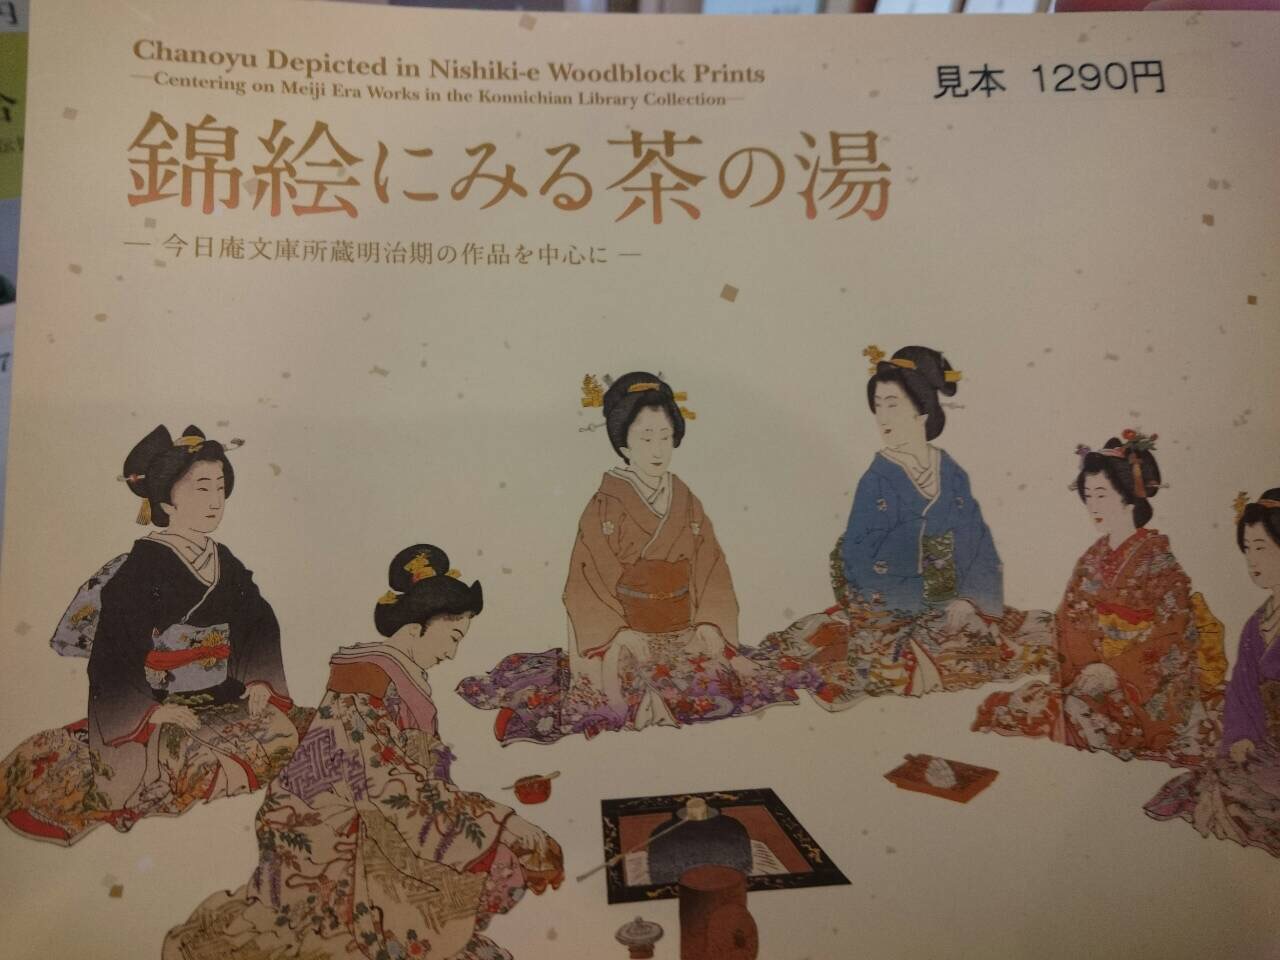 Chanoyu Depicted in Nishiki-e Woodblock Prints
—Centering on Meiji Era Works in the Konnichian Library Collection—
見本 1290円
錦絵にみる茶の湯
― 今日庵文庫所蔵明治期の作品を中心に ―
円
7